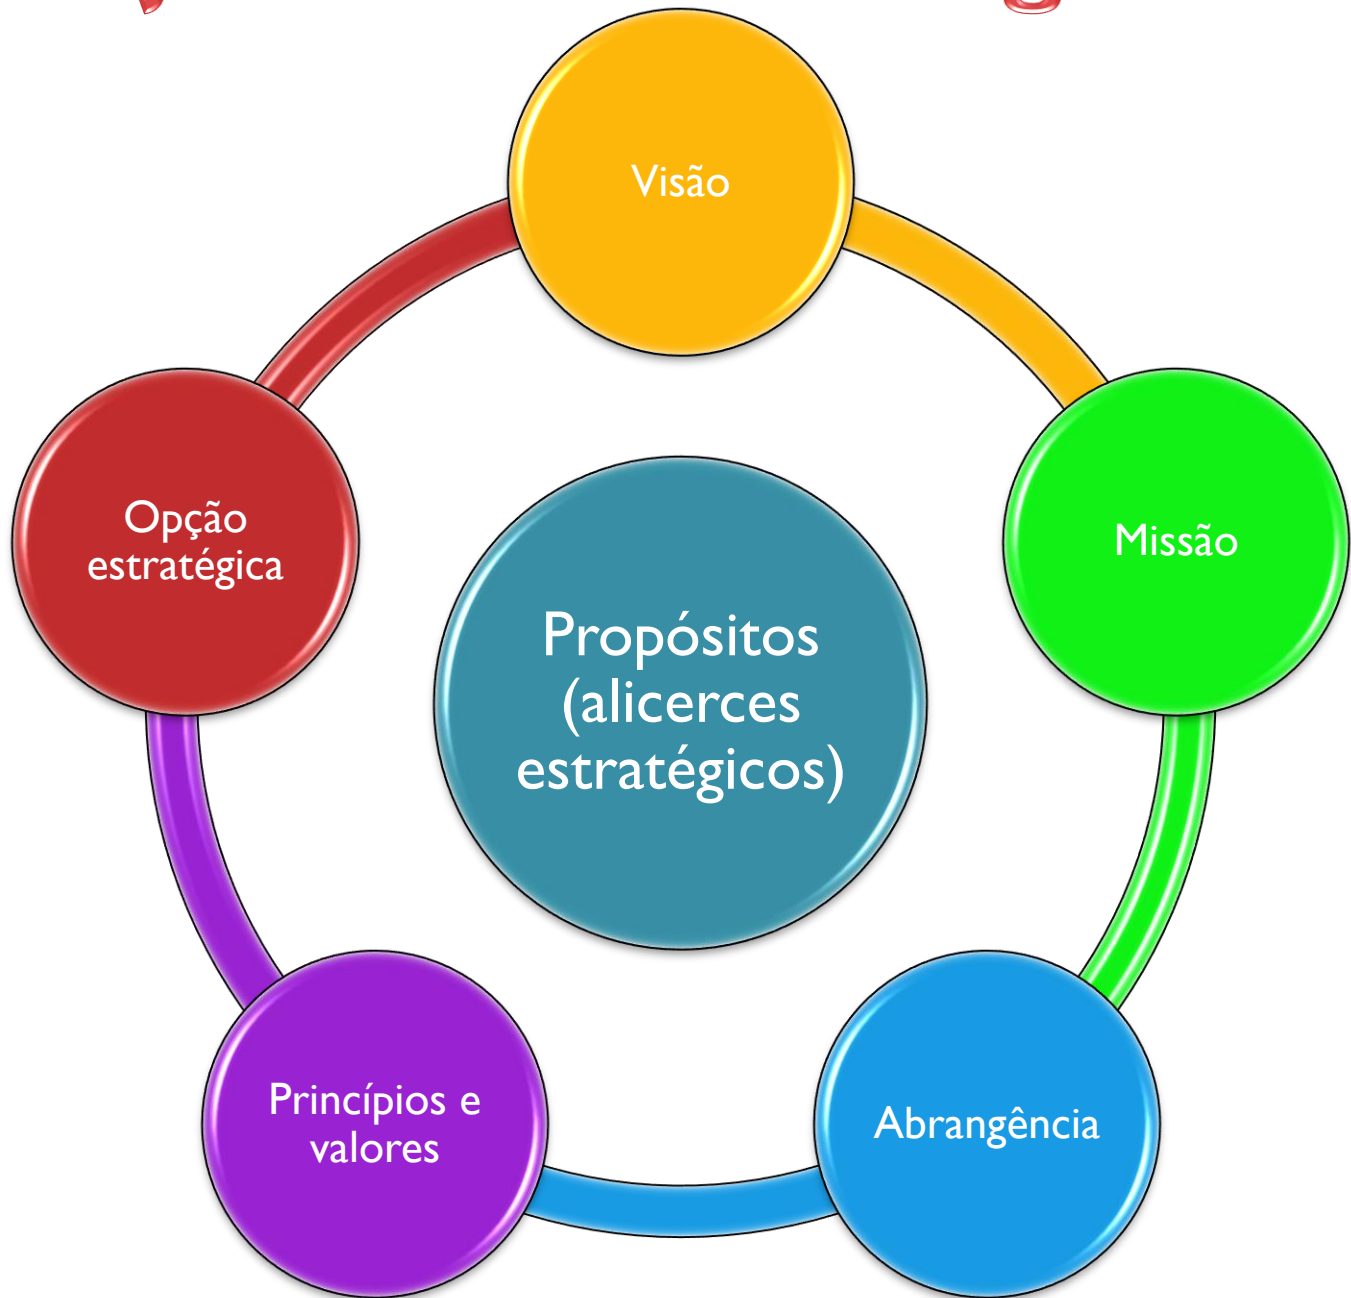 Visão
Opção
estratégica
Missão
Propósitos
(alicerces
estratégicos)
Princípios e
valores
Abrangência